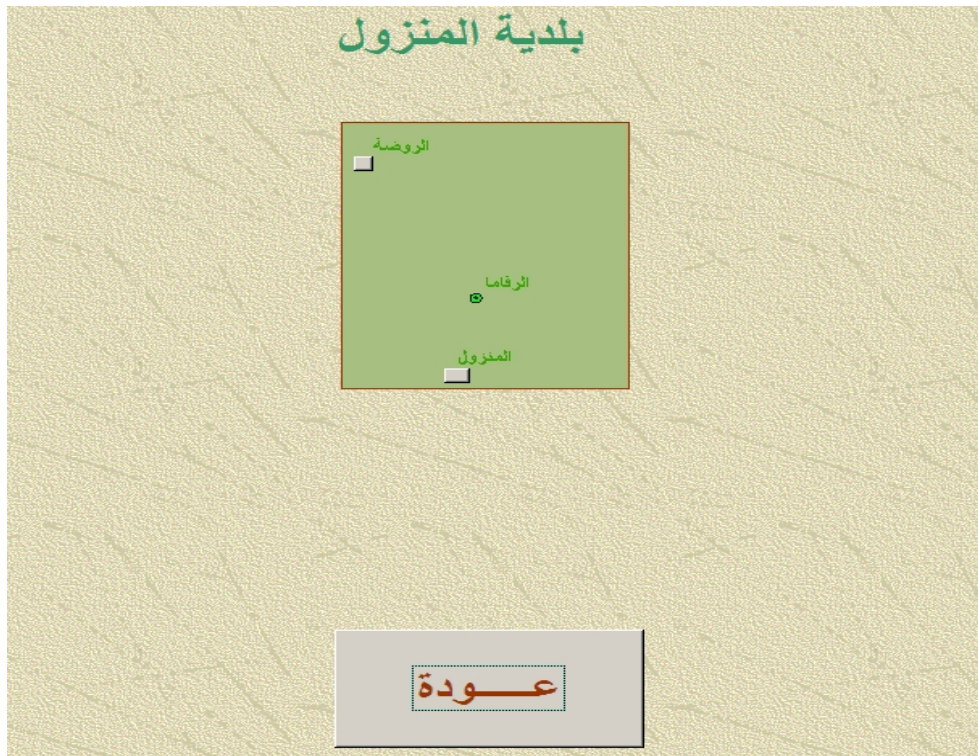 بلدية المنزول
الروضة
الرقاما
المنزول
عـــودة